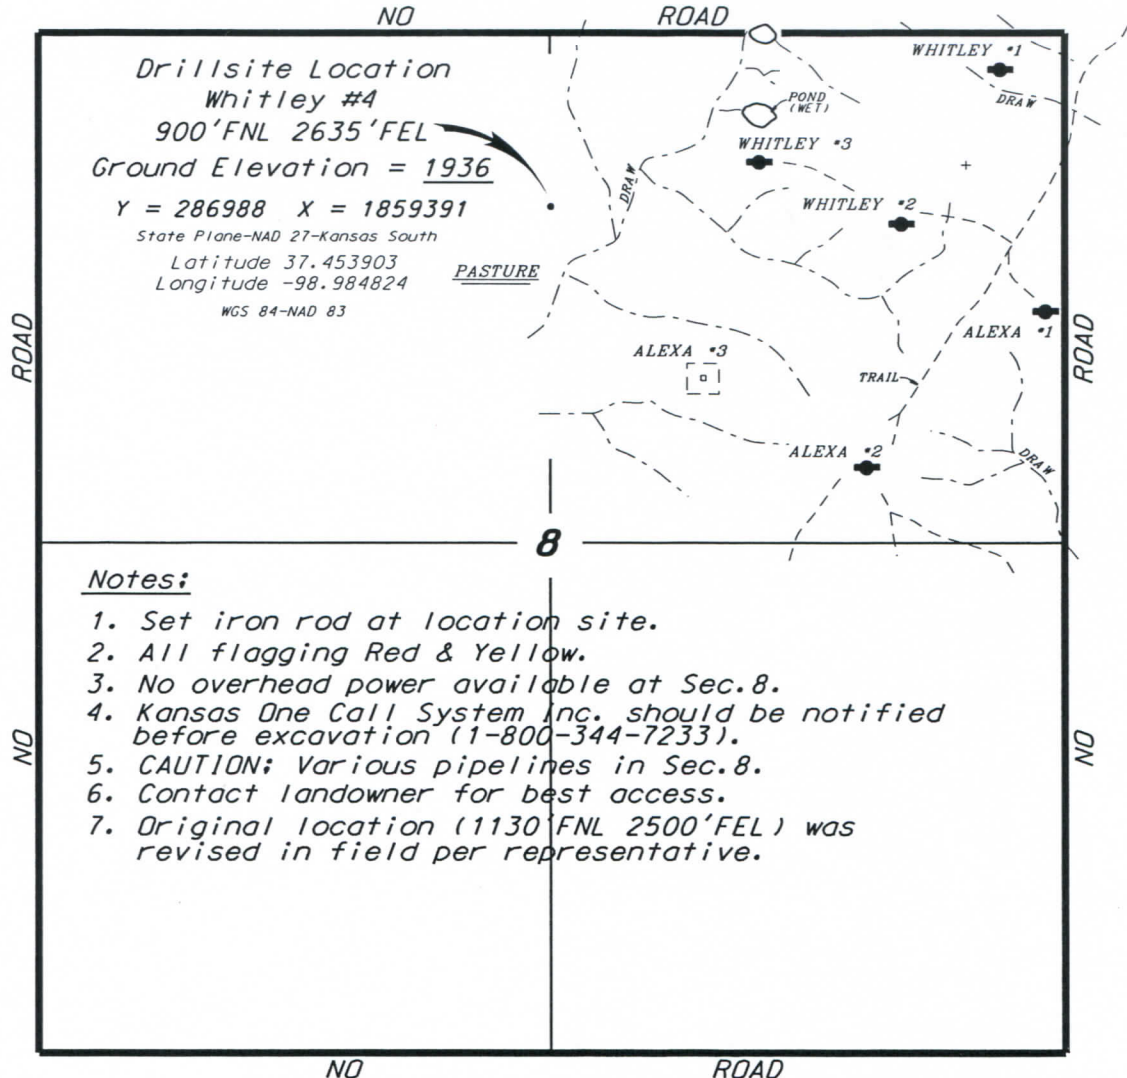 NO ROAD
Drillsite Location
Whitley #4
900'FNL 2635'FEL
Ground Elevation = 1936
Y = 286988 X = 1859391
State Plane-NAD 27-Kansas South
Latitude 37.453903
Longitude -98.984824
WGS 84-NAD 83
PASTURE
WHITLEY #1
DRAW
POND
(WET)
WHITLEY #3
DRAW
WHITLEY #2
ALEXA #1
ALEXA #3
TRAIL
ALEXA #2
DRAW
ROAD
ROAD
8
Notes:
1. Set iron rod at location site.
2. All flagging Red & Yellow.
3. No overhead power available at Sec.8.
4. Kansas One Call System Inc. should be notified
before excavation (1-800-344-7233).
5. CAUTION: Various pipelines in Sec.8.
6. Contact landowner for best access.
7. Original location (1130'FNL 2500'FEL) was
revised in field per representative.
NO
NO
NO ROAD